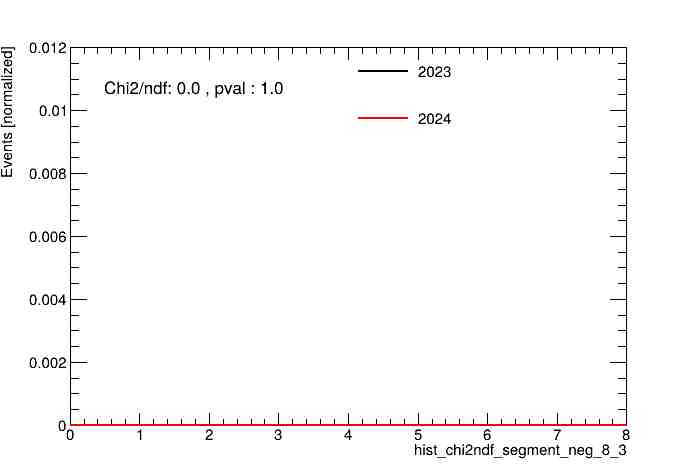 Events [normalized]
0.012
0.01
0.008
0.006
0.004
0.002
0
Chi2/ndf: 0.0 , pval : 1.0
2023
2024
0 1 2 3 4 5 6 7 8
hist_chi2ndf_segment_neg_8_3